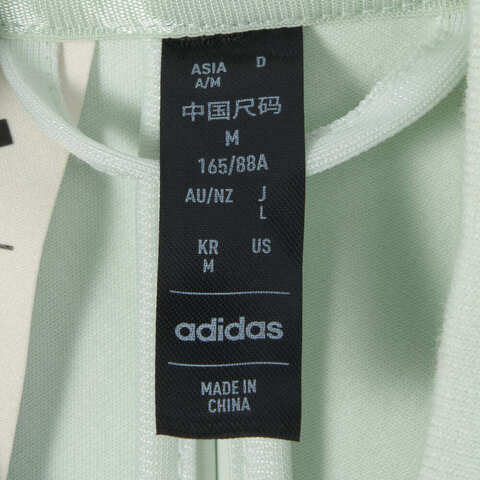 ASIA D
A/M
中国尺码
M
165/88A
AU/NZ J
L
KR US
M
adidas
MADE IN
CHINA